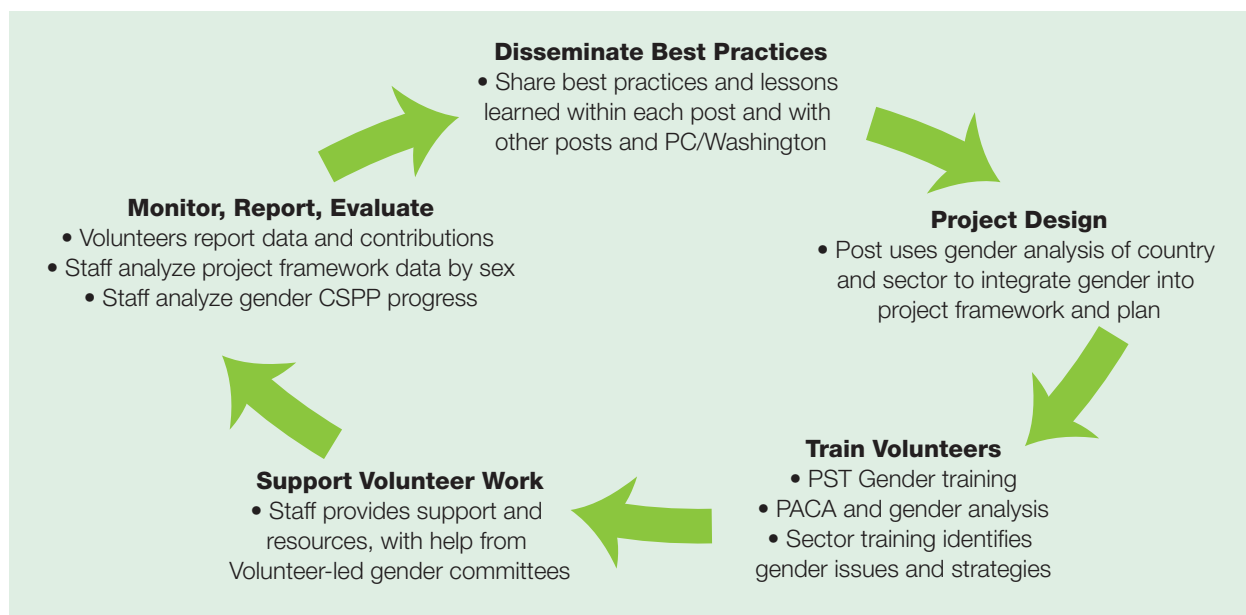 Disseminate Best Practices
• Share best practices and lessons
learned within each post and with
other posts and PC/Washington
Project Design
• Post uses gender analysis of country
and sector to integrate gender into
project framework and plan
Train Volunteers
• PST Gender training
• PACA and gender analysis
• Sector training identifies
gender issues and strategies
Support Volunteer Work
• Staff provides support and
resources, with help from
Volunteer-led gender committees
Monitor, Report, Evaluate
• Volunteers report data and contributions
• Staff analyze project framework data by sex
• Staff analyze gender CSPP progress